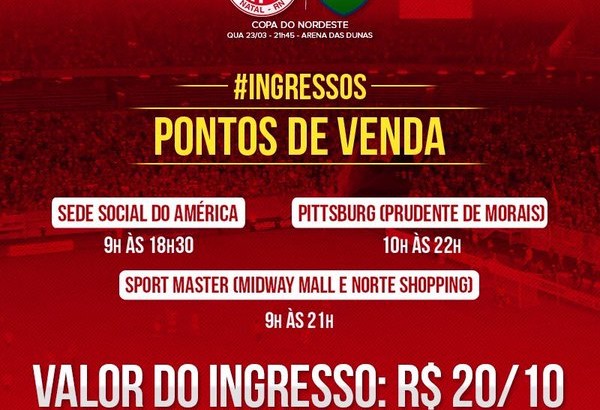 NATAL - RN
COPA DO NORDESTE
QUA 23/03 - 21h45 - ARENA DAS DUNAS
#INGRESSOS
PONTOS DE VENDA
SEDE SOCIAL DO AMÉRICA PITTSBURG (PRUDENTE DE MORAIS)
9H ÀS 18H30 10H ÀS 22H
SPORT MASTER (MIDWAY MALL E NORTE SHOPPING)
9H ÀS 21H
VALOR DO INGRESSO: R$ 20/10